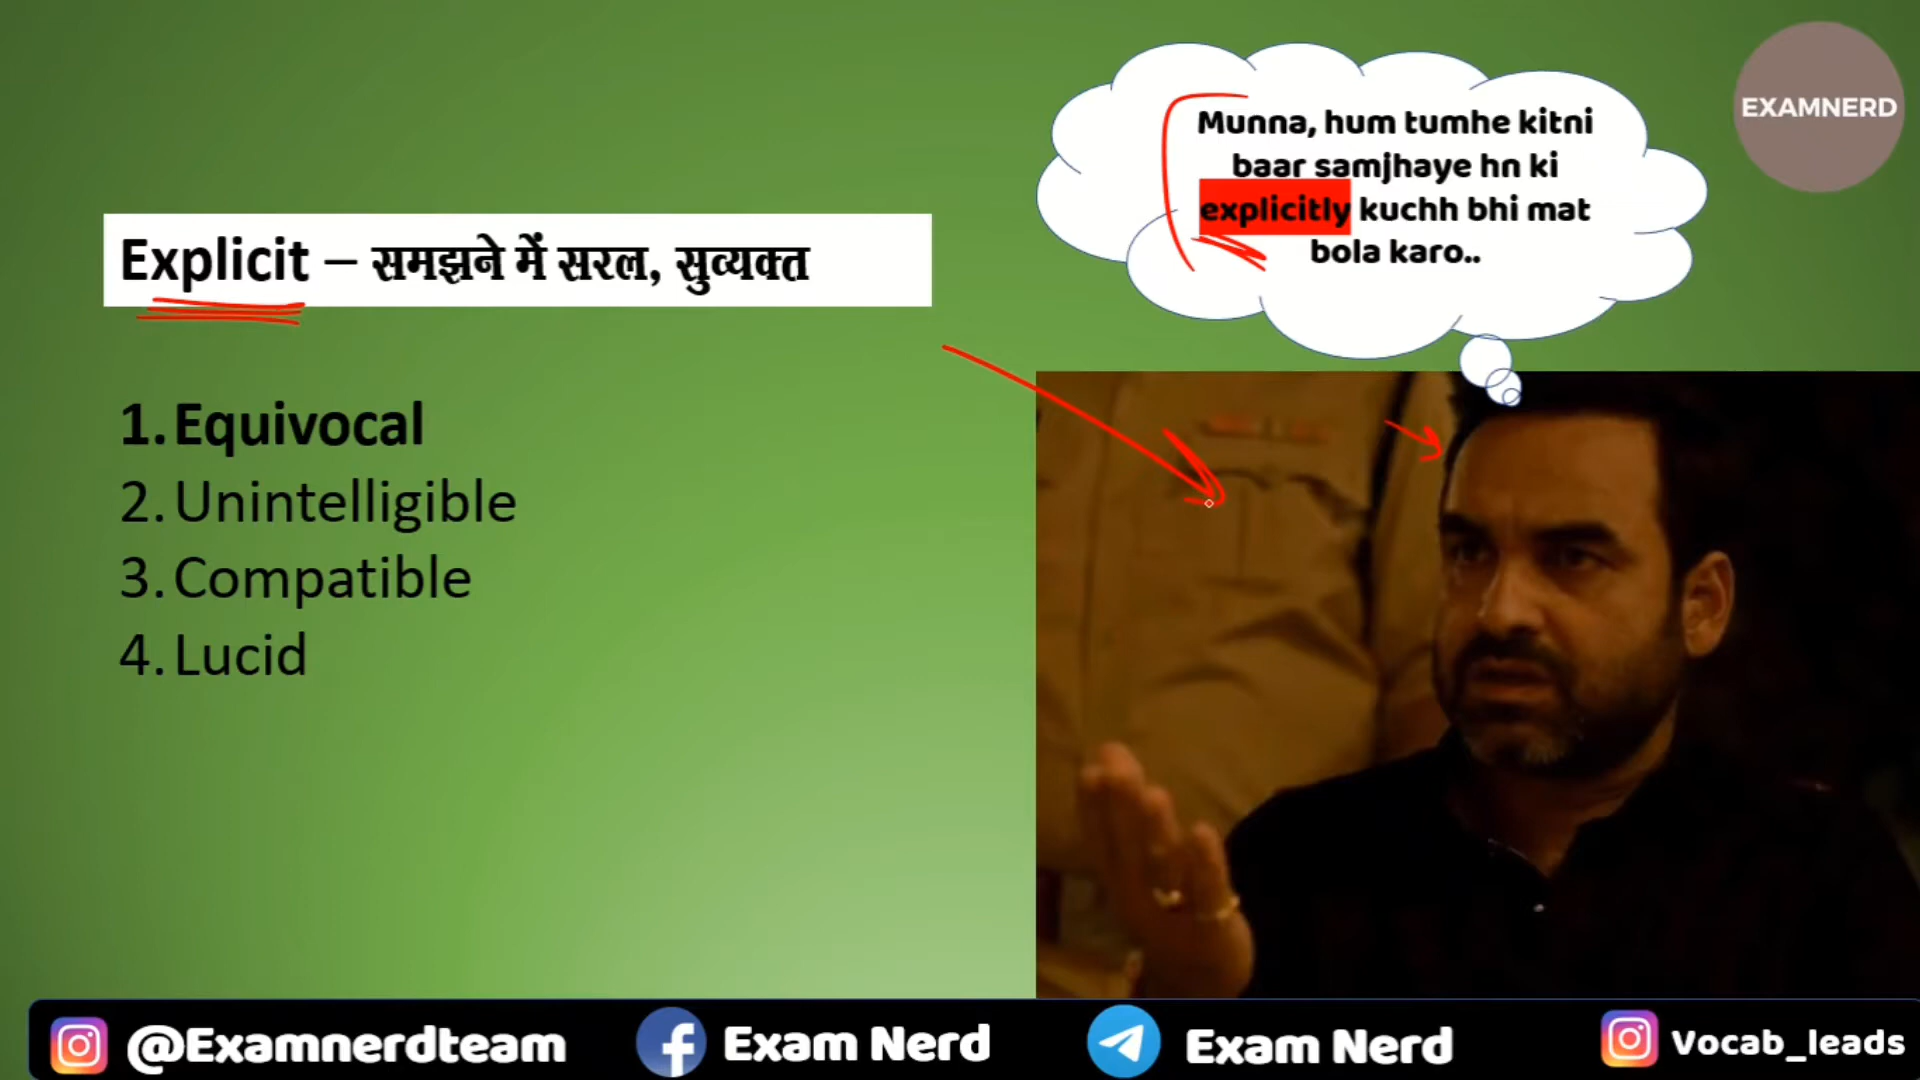 Munna, hum tumhe kitni
baar samjhaye hn ki
explicitly kuchh bhi mat
bola karo..
EXAMNERD
Explicit – समझने में सरल, सुव्यक्त
1. Equivocal
2. Unintelligible
3. Compatible
4. Lucid
@Examnerdteam
Exam Nerd
Exam Nerd
Vocab_leads